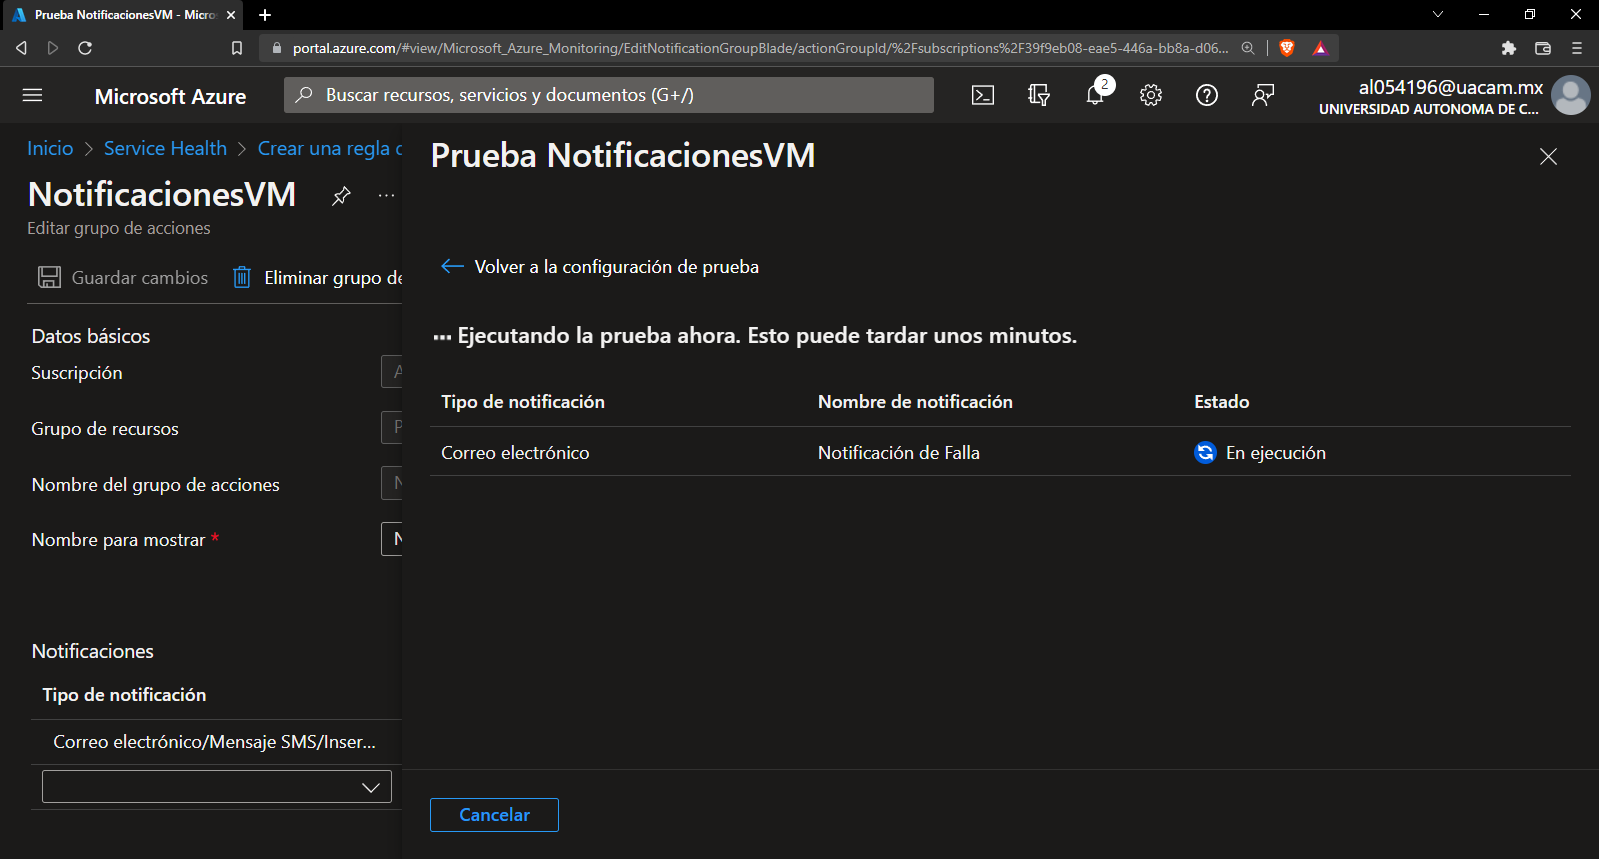 Prueba NotificacionesVM - Micro
portal.azure.com/#view/Microsoft_Azure_Monitoring/EditNotificationGroupBlade/actionGroupId/%2Fsubscriptions%2F39f9eb08-eae5-446a-bb8a-d06...
Microsoft Azure
Buscar recursos, servicios y documentos (G+/)
2
al054196@uacam.mx
UNIVERSIDAD AUTONOMA DE C...
Inicio > Service Health > Crear una regla
NotificacionesVM
...
Editar grupo de acciones
Guardar cambios
Eliminar grupo de
Datos básicos
Suscripción
A
Grupo de recursos
P
Nombre del grupo de acciones
N
Nombre para mostrar *
N
Notificaciones
Tipo de notificación
Correo electrónico/Mensaje SMS/Inser...
Prueba NotificacionesVM
Volver a la configuración de prueba
Ejecutando la prueba ahora. Esto puede tardar unos minutos.
Tipo de notificación
Nombre de notificación
Estado
Correo electrónico
Notificación de Falla
En ejecución
Cancelar